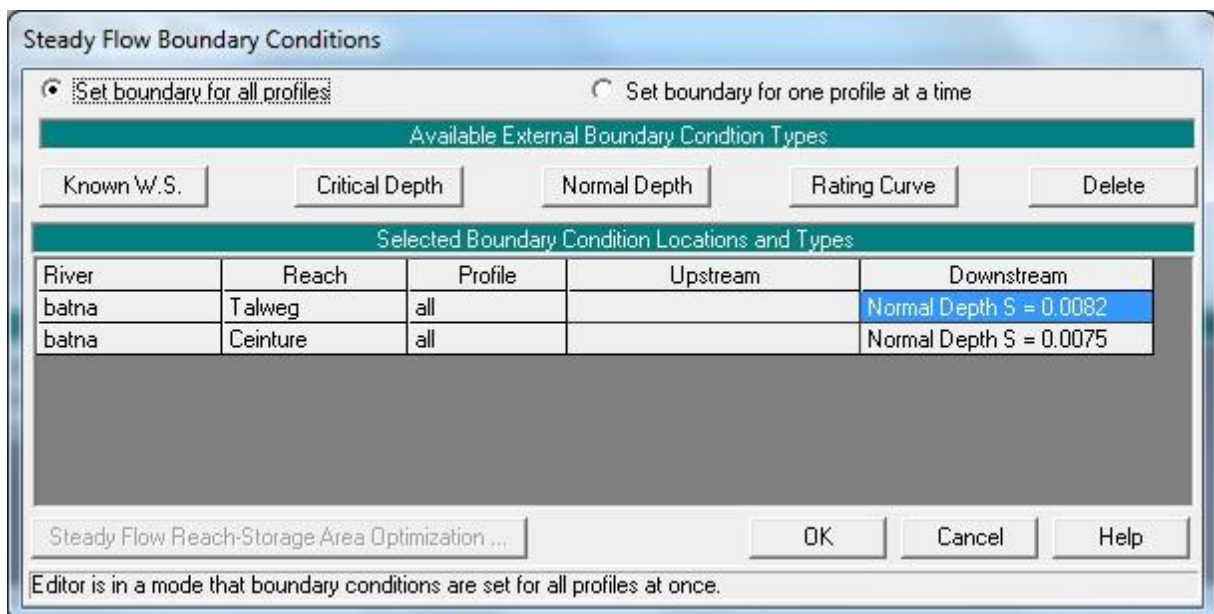 Steady Flow Boundary Conditions
Set boundary for all profiles Set boundary for one profile at a time
Available External Boundary Condtion Types
Known W.S. Critical Depth Normal Depth Rating Curve Delete
Selected Boundary Condition Locations and Types
River Reach Profile Upstream Downstream
batna Talweg all Normal Depth S = 0.0082
batna Ceinture all Normal Depth S = 0.0075
Steady Flow Reach-Storage Area Optimization ... OK Cancel Help
Editor is in a mode that boundary conditions are set for all profiles at once.